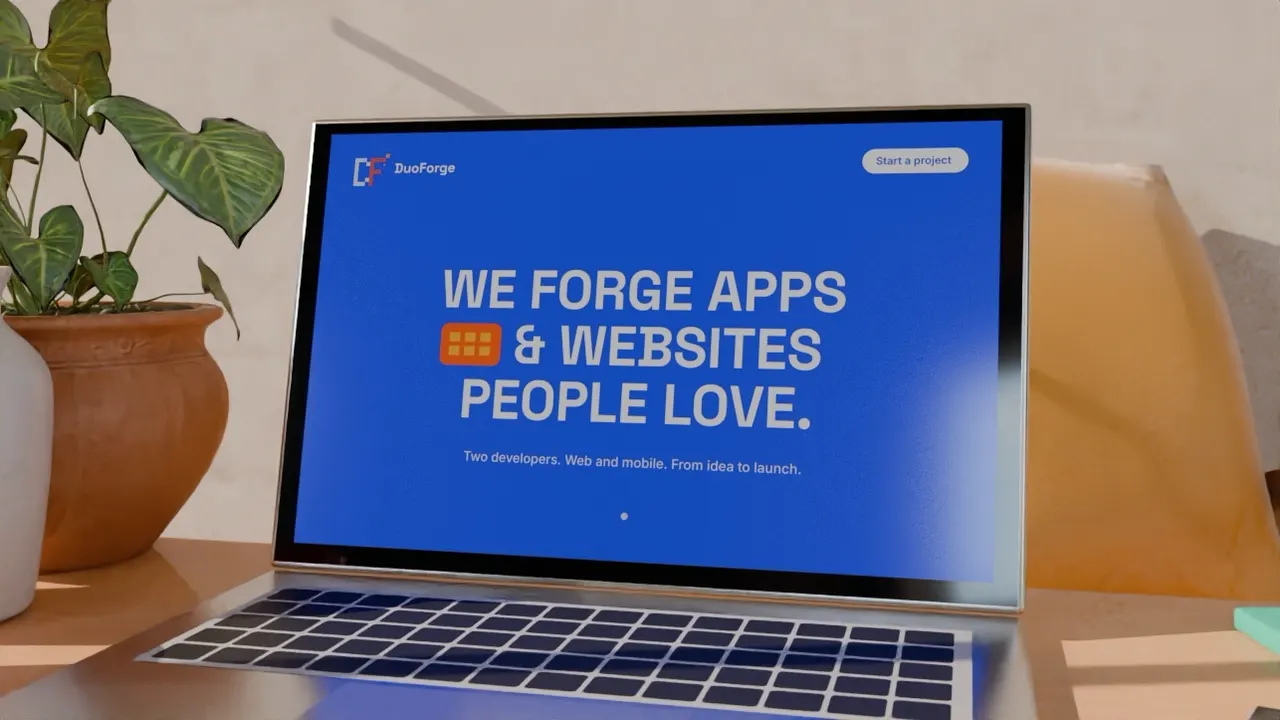 DuoForge
Start a project
WE FORGE APPS
& WEBSITES
PEOPLE LOVE.
Two developers. Web and mobile. From idea to launch.